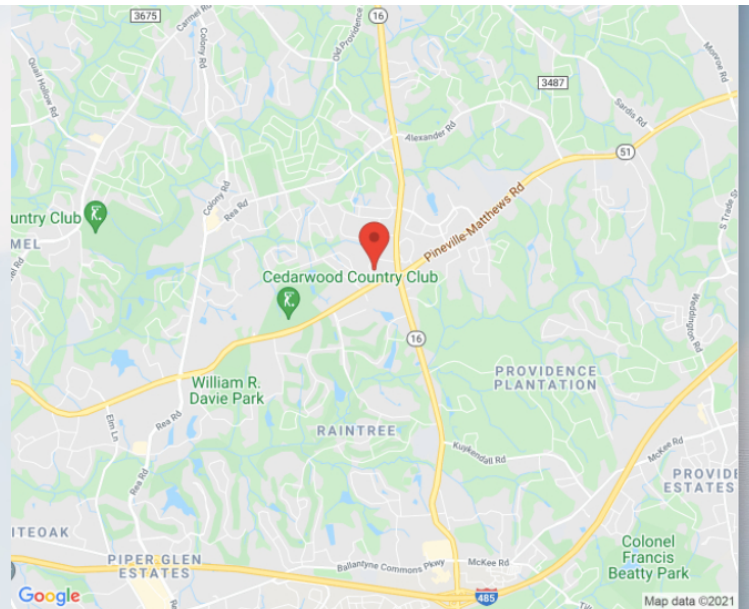 3675
Carmel Rd
Colony Rd
16
Old Providence
Quail Hollow Rd
3487
Monroe Rd
Sardis Rd
Alexander Rd
51
S Trade St
untry Club
Colony Rd
Rea Rd
MEL
Pineville-Matthews Rd
Cedarwood Country Club
Weddington Rd
16
William R.
Davie Park
PROVIDENCE
PLANTATION
Elm Ln
Rea Rd
RAINTREE
Kuykendall Rd
McKee Rd
PROVIDE
ESTATES
Rea Rd
ITEOAK
PIPER GLEN
ESTATES
Ballantyne Commons Pkwy
McKee Rd
Colonel
Francis
Beatty Park
485
Google
Map data ©2021